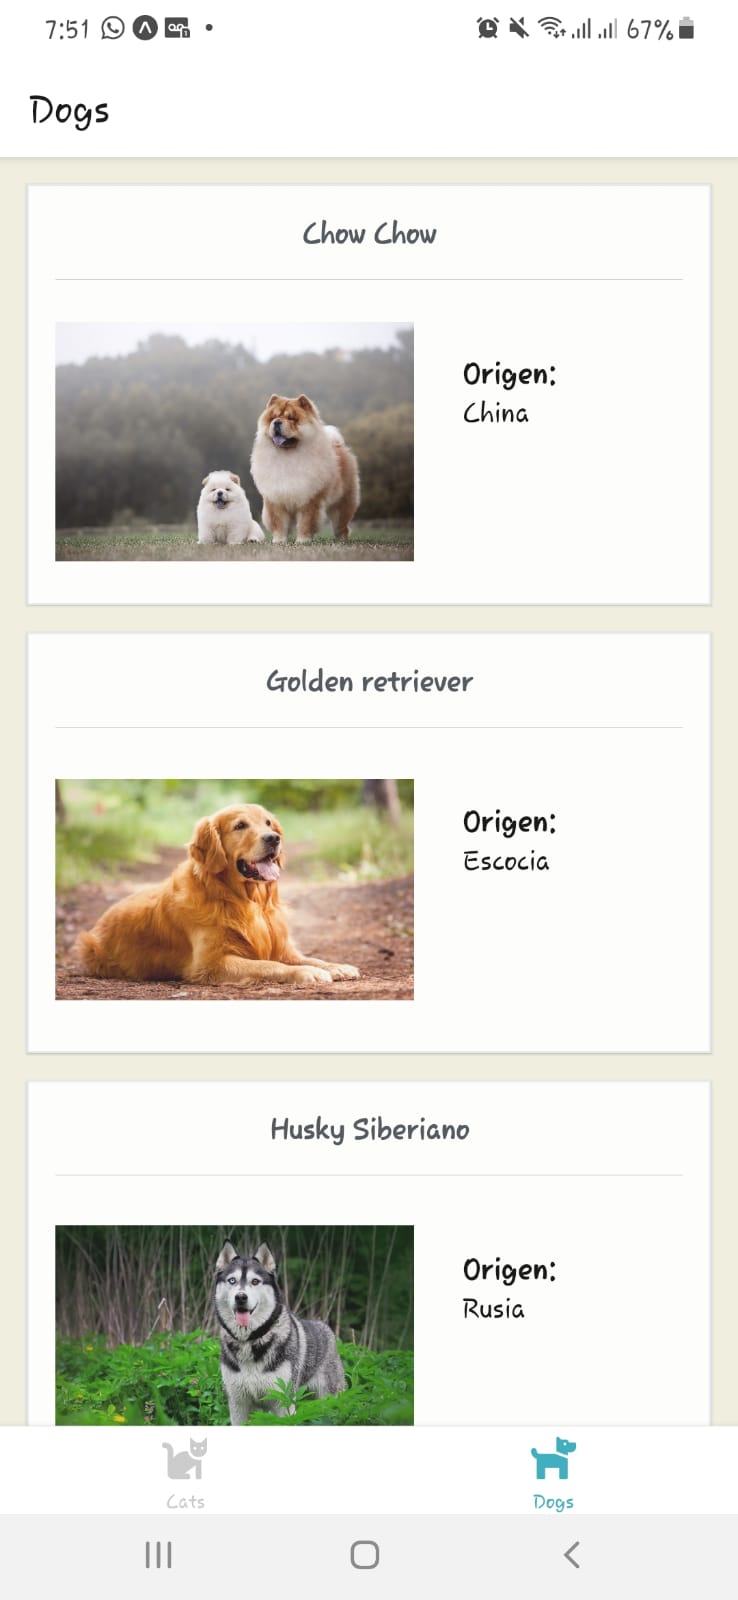 7:51
67%
Dogs
Chow Chow
Origen:
China
Golden retriever
Origen:
Escocia
Husky Siberiano
Origen:
Rusia
Cats
Dogs